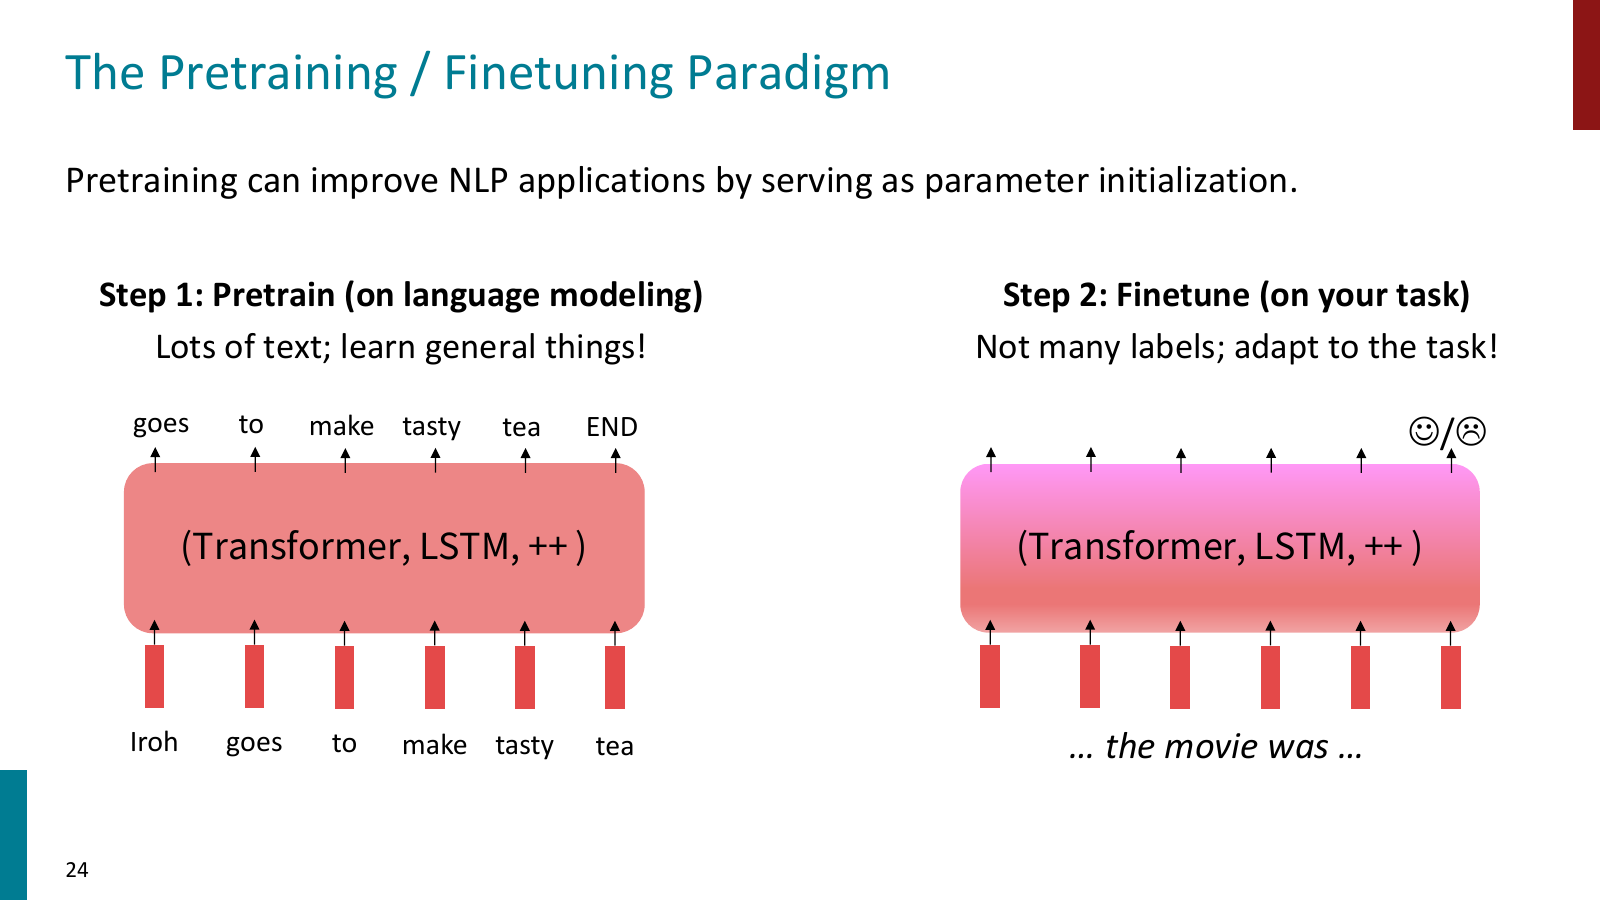 The Pretraining / Finetuning Paradigm
Pretraining can improve NLP applications by serving as parameter initialization.
Step 1: Pretrain (on language modeling)
Lots of text; learn general things!
goes to make tasty tea END
(Transformer, LSTM, ++ )
Iroh goes to make tasty tea
Step 2: Finetune (on your task)
Not many labels; adapt to the task!
☺/☹
(Transformer, LSTM, ++ )
… the movie was …
24